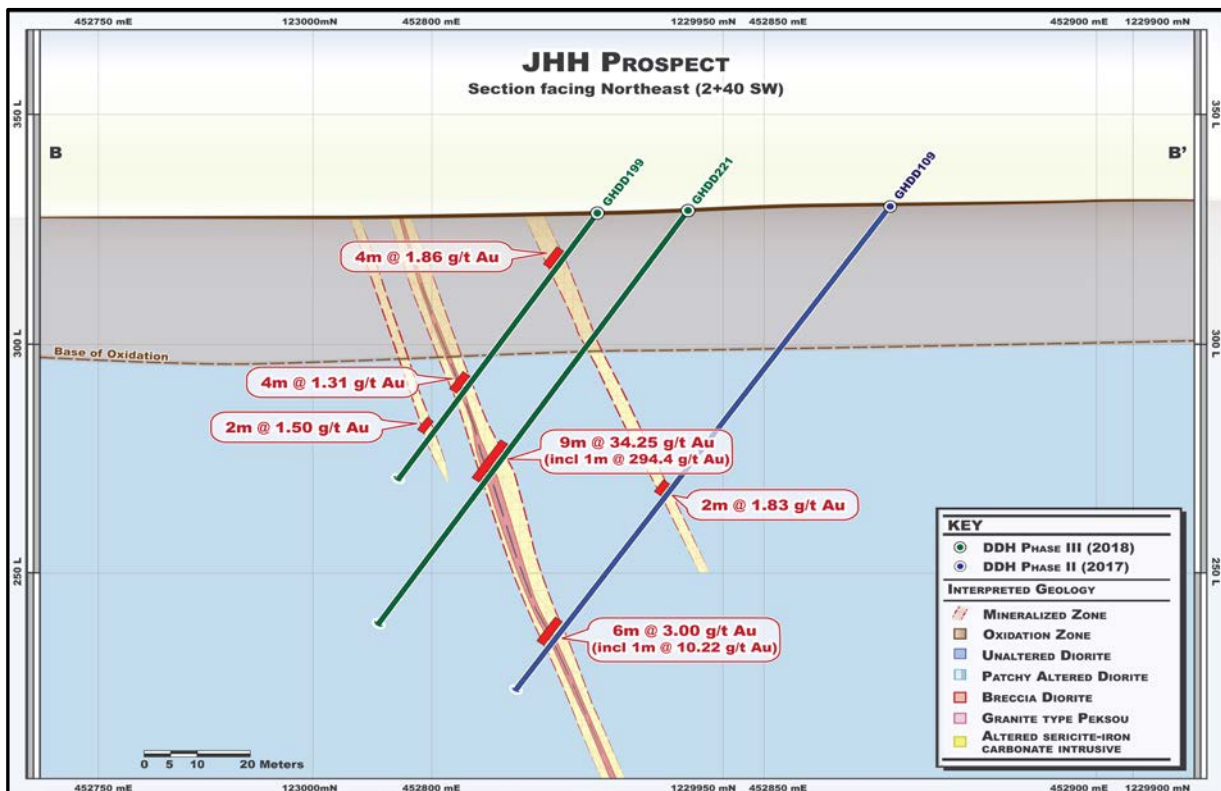 452750 mE 123000mN 452800 mE 1229950 mN 452850 mE 452900 mE 1229900 mN
JHH PROSPECT
Section facing Northeast (2+40 SW)
350 L
350 L
B
B'
GHDD199
GHDD221
GHDD109
4m @ 1.86 g/t Au
300 L
300 L
Base of Oxidation
4m @ 1.31 g/t Au
2m @ 1.50 g/t Au
9m @ 34.25 g/t Au
(incl 1m @ 294.4 g/t Au)
2m @ 1.83 g/t Au
250 L
250 L
6m @ 3.00 g/t Au
(incl 1m @ 10.22 g/t Au)
KEY
DDH PHASE III (2018)
DDH PHASE II (2017)
INTERPRETED GEOLOGY
MINERALIZED ZONE
OXIDATION ZONE
UNALTERED DIORITE
PATCHY ALTERED DIORITE
BRECCIA DIORITE
GRANITE TYPE PEKSOU
ALTERED SERICITE-IRON
CARBONATE INTRUSIVE
0 5 10 20 Meters
452750 mE 123000mN 452800 mE 1229950 mN 452850 mE 452900 mE 1229900 mN